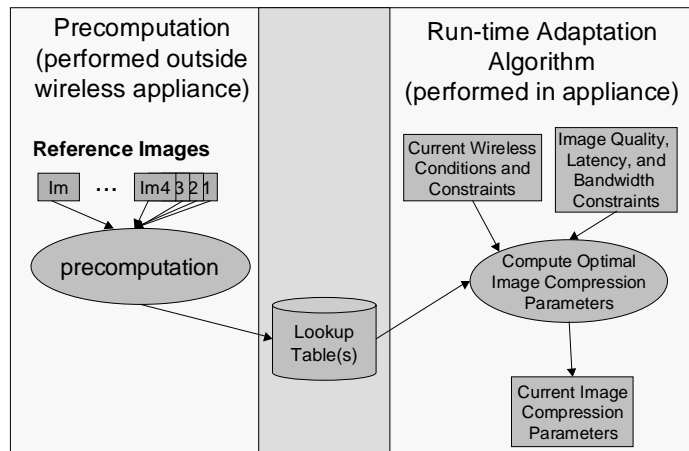 Precomputation
(performed outside
wireless appliance)
Run-time Adaptation
Algorithm
(performed in appliance)
Reference Images
Im ... Im4 3 2 1
precomputation
Lookup
Table(s)
Current Wireless
Conditions and
Constraints
Image Quality,
Latency, and
Bandwidth
Constraints
Compute Optimal
Image Compression
Parameters
Current Image
Compression
Parameters